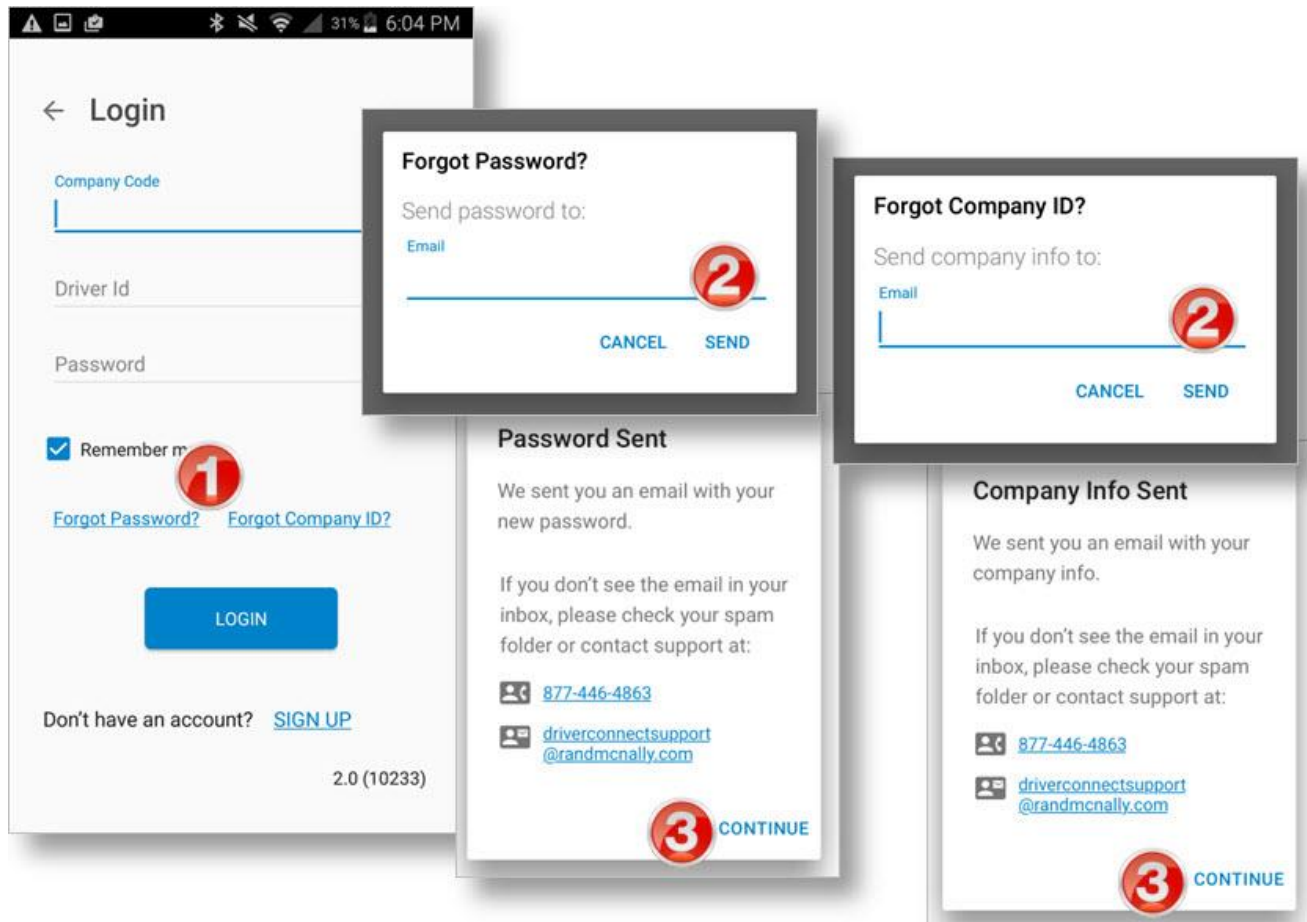 31% 6:04 PM
Login
Company Code
Driver Id
Password
Remember m
1
Forgot Password? Forgot Company ID?
LOGIN
Don't have an account? SIGN UP
2.0 (10233)
Forgot Password?
Send password to:
Email
2
CANCEL SEND
Password Sent
We sent you an email with your
new password.
If you don't see the email in your
inbox, please check your spam
folder or contact support at:
877-446-4863
driverconnectsupport
@randmcnally.com
3 CONTINUE
Forgot Company ID?
Send company info to:
Email
2
CANCEL SEND
Company Info Sent
We sent you an email with your
company info.
If you don't see the email in your
inbox, please check your spam
folder or contact support at:
877-446-4863
driverconnectsupport
@randmcnally.com
3 CONTINUE